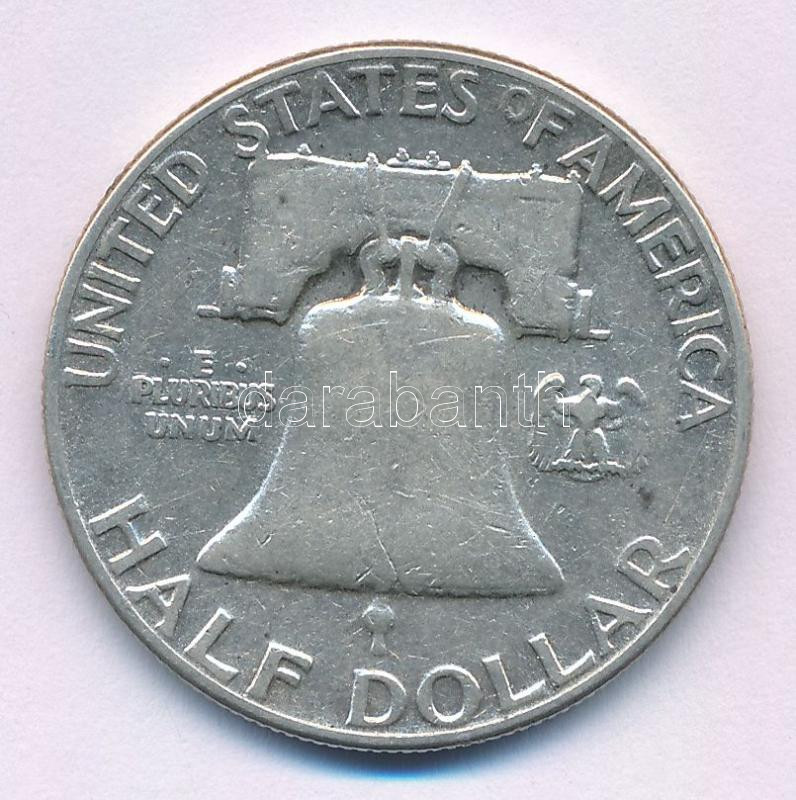 UNITED STATES OF AMERICA
· E ·
PLURIBUS
UNUM
darabanth
HALF DOLLAR